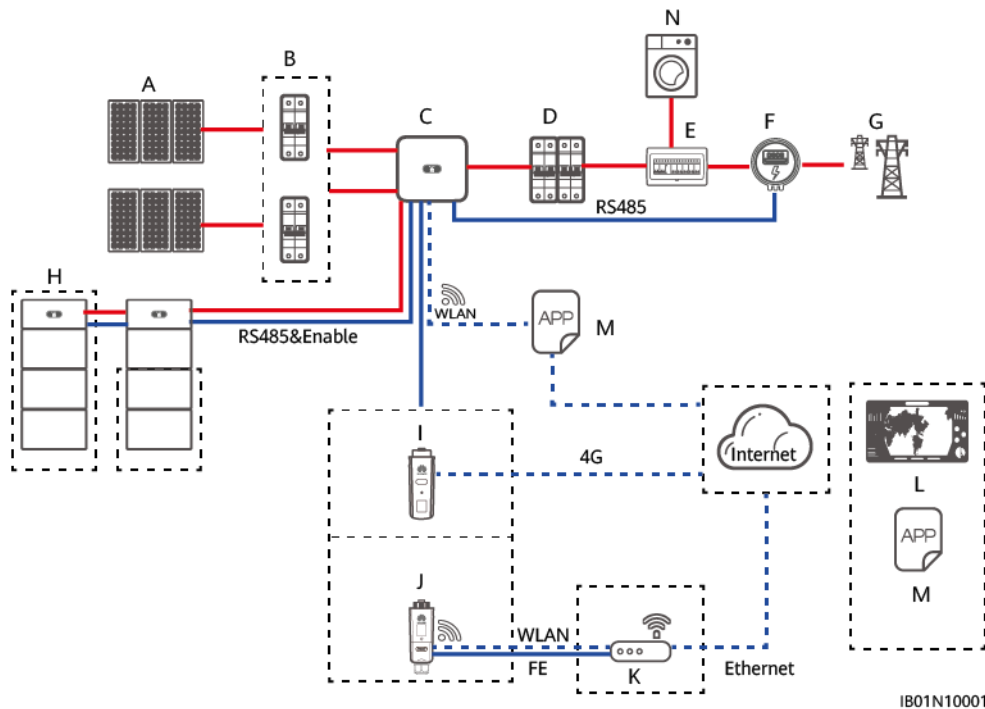 N
A
B
C
D
E
F
G
RS485
H
WLAN
APP
M
RS485&Enable
I
4G
Internet
L
APP
M
J
WLAN
FE
K
Ethernet
IB01N10001